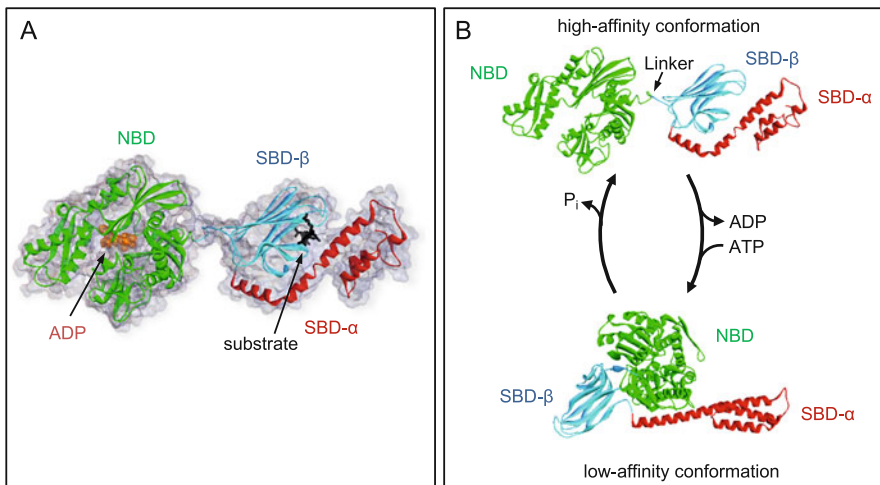 A
NBD
SBD-β
ADP
substrate
SBD-α
B
high-affinity conformation
NBD
Linker
SBD-β
SBD-α
Pi
ADP
ATP
NBD
SBD-β
SBD-α
low-affinity conformation